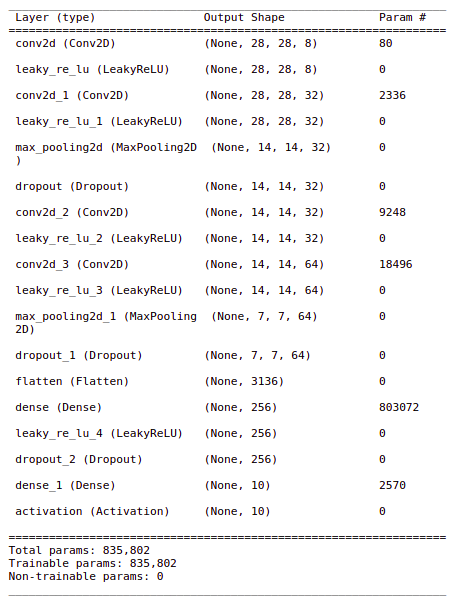 Layer (type) Output Shape Param #
conv2d (Conv2D) (None, 28, 28, 8) 80
leaky_re_lu (LeakyReLU) (None, 28, 28, 8) 0
conv2d_1 (Conv2D) (None, 28, 28, 32) 2336
leaky_re_lu_1 (LeakyReLU) (None, 28, 28, 32) 0
max_pooling2d (MaxPooling2D (None, 14, 14, 32) 0
)
dropout (Dropout) (None, 14, 14, 32) 0
conv2d_2 (Conv2D) (None, 14, 14, 32) 9248
leaky_re_lu_2 (LeakyReLU) (None, 14, 14, 32) 0
conv2d_3 (Conv2D) (None, 14, 14, 64) 18496
leaky_re_lu_3 (LeakyReLU) (None, 14, 14, 64) 0
max_pooling2d_1 (MaxPooling (None, 7, 7, 64) 0
2D)
dropout_1 (Dropout) (None, 7, 7, 64) 0
flatten (Flatten) (None, 3136) 0
dense (Dense) (None, 256) 803072
leaky_re_lu_4 (LeakyReLU) (None, 256) 0
dropout_2 (Dropout) (None, 256) 0
dense_1 (Dense) (None, 10) 2570
activation (Activation) (None, 10) 0
Total params: 835,802
Trainable params: 835,802
Non-trainable params: 0